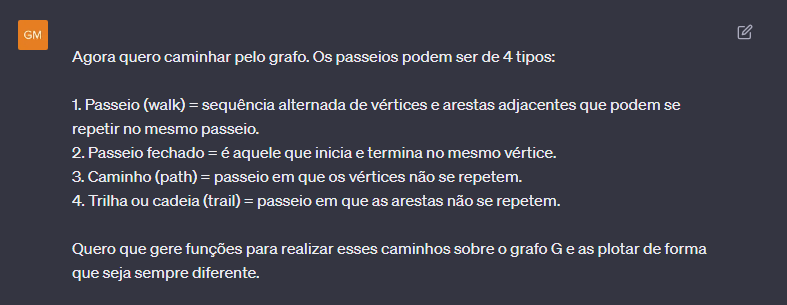 GM
Agora quero caminhar pelo grafo. Os passeios podem ser de 4 tipos:
1. Passeio (walk) = sequência alternada de vértices e arestas adjacentes que podem se
repetir no mesmo passeio.
2. Passeio fechado = é aquele que inicia e termina no mesmo vértice.
3. Caminho (path) = passeio em que os vértices não se repetem.
4. Trilha ou cadeia (trail) = passeio em que as arestas não se repetem.
Quero que gere funções para realizar esses caminhos sobre o grafo G e as plotar de forma
que seja sempre diferente.